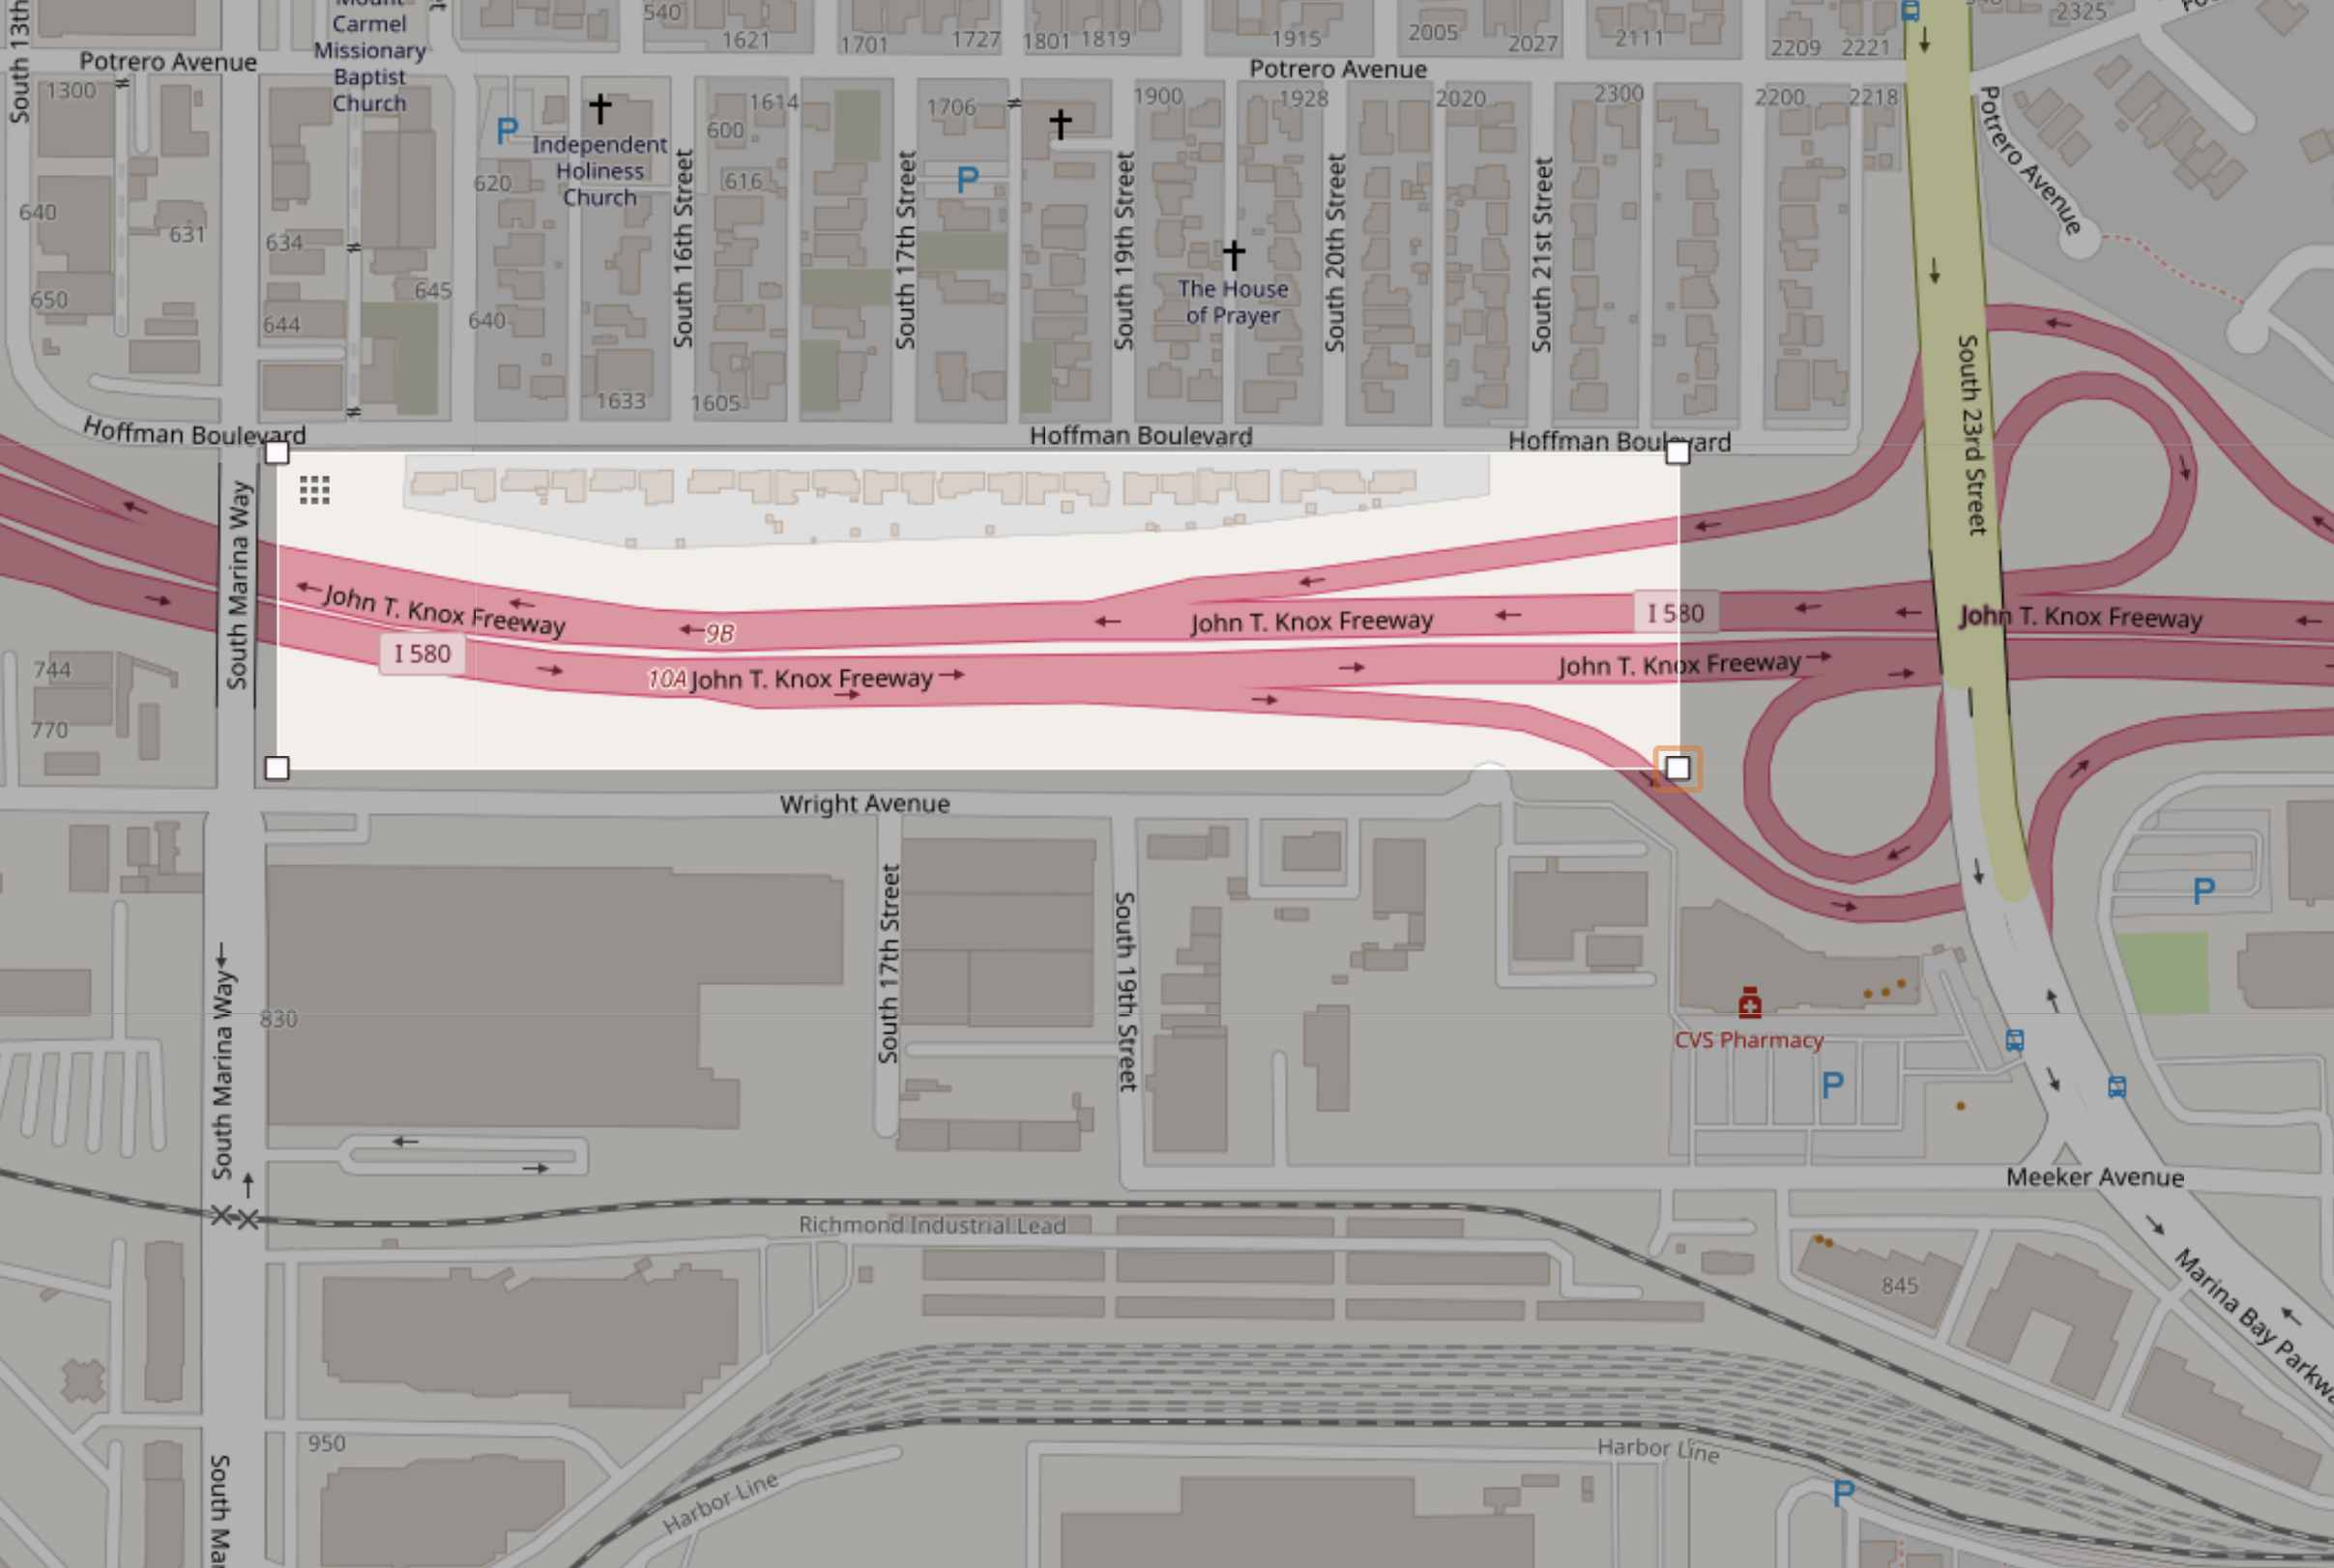 South 13th
Mount
Carmel
Missionary
Baptist
Church
540
1621
1701
1727
1801
1819
1915
2005
2027
2111
2209
2221
2325
Potrero Avenue
Potrero Avenue
Potrero Avenue
1300
1614
1706
1900
1928
2020
2300
2200
2218
P
Independent
Holiness
Church
600
616
620
P
640
631
634
650
645
644
640
South 16th Street
South 17th Street
South 19th Street
South 20th Street
South 21st Street
The House
of Prayer
1633
1605
South 23rd Street
Hoffman Boulevard
Hoffman Boulevard
Hoffman Boulevard
South Marina Way
John T. Knox Freeway
John T. Knox Freeway
John T. Knox Freeway
I 580
9B
I 580
10A
John T. Knox Freeway
John T. Knox Freeway
744
770
Wright Avenue
South 17th Street
South 19th Street
P
South Marina Way
830
CVS Pharmacy
P
Meeker Avenue
Richmond Industrial Lead
845
Marina Bay Parkwa
950
South Mar
Harbor Line
Harbor Line
P